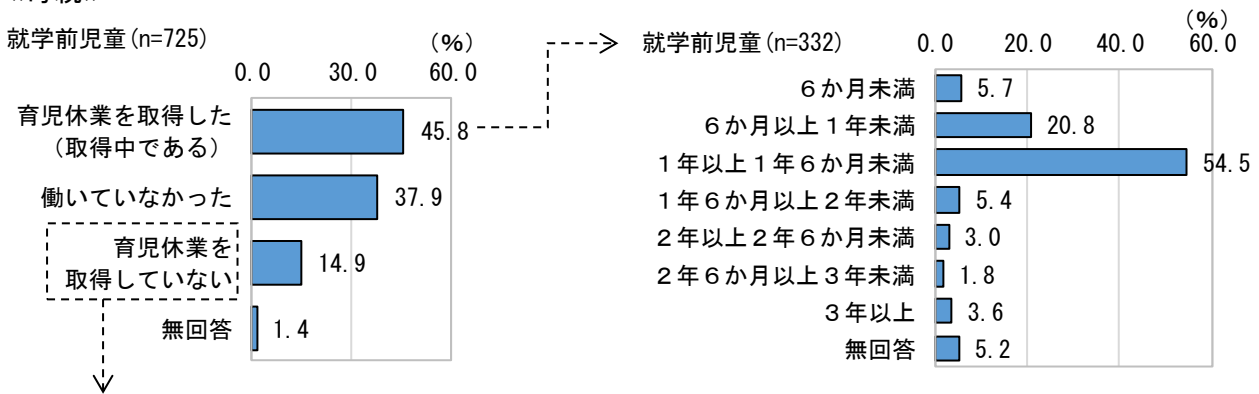 就学前児童(n=725)
(%)
0.0 30.0 60.0
育児休業を取得した
（取得中である）
45.8
働いていなかった
37.9
育児休業を
取得していない
14.9
無回答
1.4
就学前児童(n=332)
(%)
0.0 20.0 40.0 60.0
６か月未満
5.7
６か月以上１年未満
20.8
１年以上１年６か月未満
54.5
１年６か月以上２年未満
5.4
２年以上２年６か月未満
3.0
２年６か月以上３年未満
1.8
３年以上
3.6
無回答
5.2